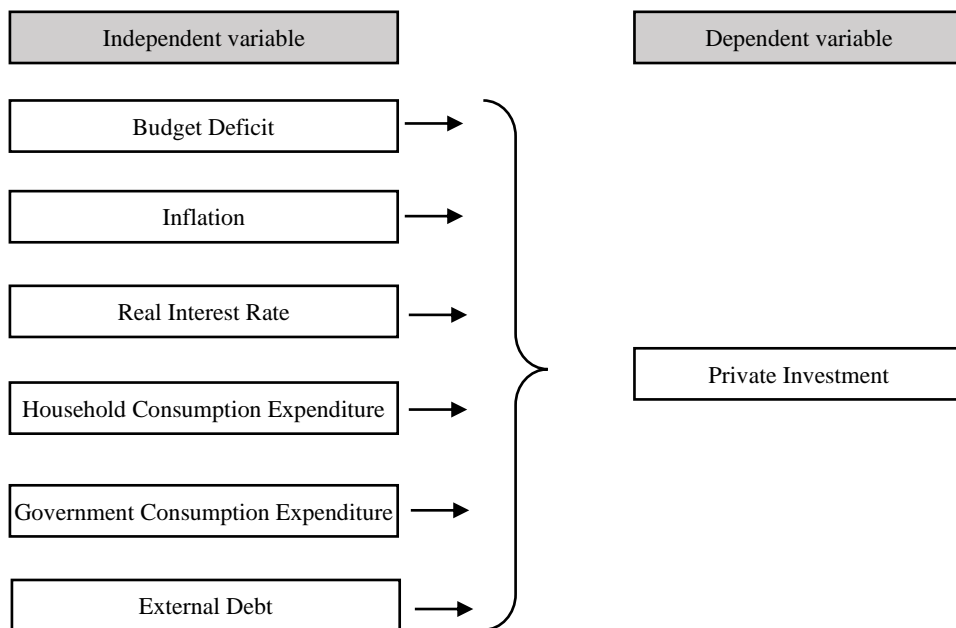 Independent variable
Dependent variable
Budget Deficit
Inflation
Real Interest Rate
Private Investment
Household Consumption Expenditure
Government Consumption Expenditure
External Debt